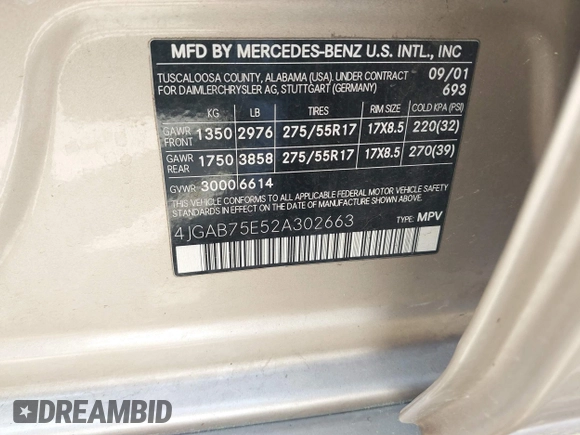 MFD BY MERCEDES-BENZ U.S. INTL., INC
TUSCALOOSA COUNTY, ALABAMA (USA). UNDER CONTRACT 09/01
FOR DAIMLERCHRYSLER AG, STUTTGART (GERMANY) 693
KG LB TIRES RIM SIZE COLD KPA (PSI)
GAWR FRONT 1350 2976 275/55R17 17X8.5 220(32)
GAWR REAR 1750 3858 275/55R17 17X8.5 270(39)
GVWR 3000 6614
THIS VEHICLE CONFORMS TO ALL APPLICABLE FEDERAL MOTOR VEHICLE SAFETY
STANDARDS IN EFFECT ON THE DATE OF MANUFACTURE SHOWN ABOVE.
4JGAB75E52A302663 TYPE: MPV
DREAMBID